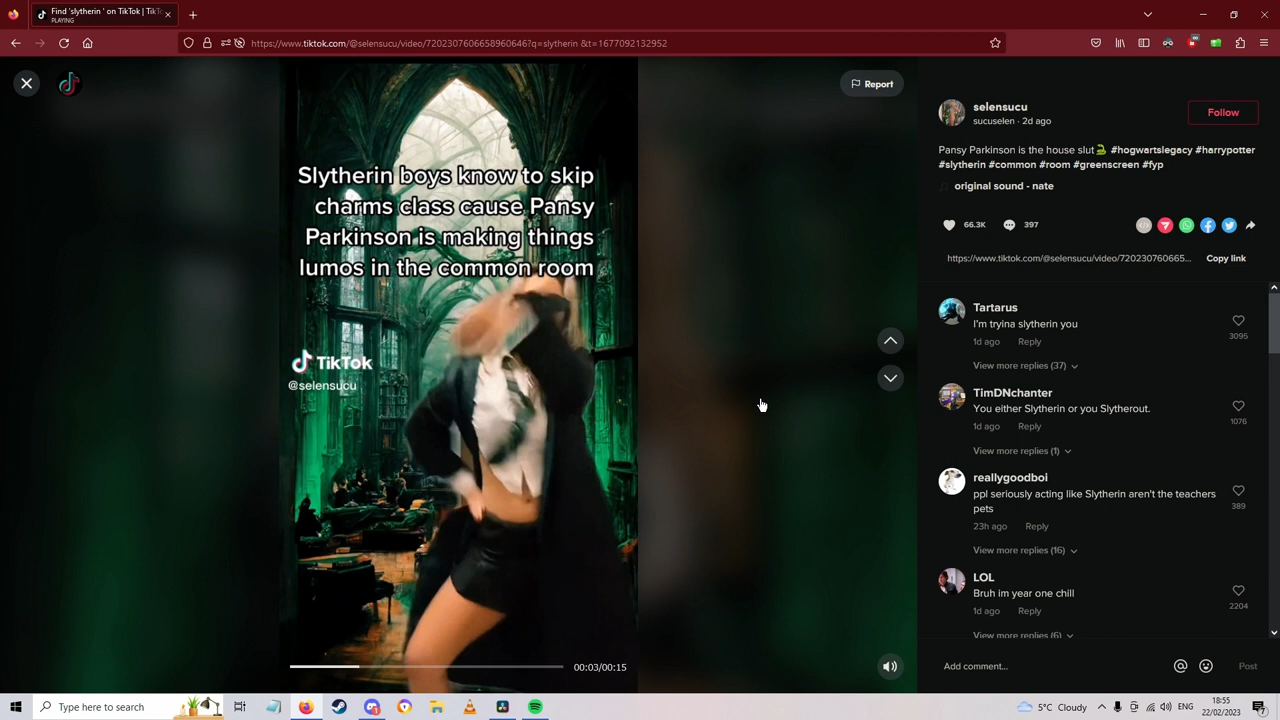 Find 'slytherin ' on TikTok | TikT
PLAYING
https://www.tiktok.com/@selensucu/video/7202307606658960646?q=slytherin &t=1677092132952
Report
Slytherin boys know to skip
charms class cause Pansy
Parkinson is making things
lumos in the common room
TikTok
@selensucu
00:03/00:15
selensucu
sucuselen · 2d ago
Follow
Pansy Parkinson is the house slut🐍 #hogwartslegacy #harrypotter
#slytherin #common #room #greenscreen #fyp
original sound - nate
66.3K
397
https://www.tiktok.com/@selensucu/video/720230760665...
Copy link
Tartarus
I'm tryina slytherin you
1d ago Reply
3095
View more replies (37)
TimDNchanter
You either Slytherin or you Slytherout.
1d ago Reply
1076
View more replies (1)
reallygoodboi
ppl seriously acting like Slytherin aren't the teachers
pets
23h ago Reply
389
View more replies (16)
LOL
Bruh im year one chill
1d ago Reply
2204
View more replies (6)
Add comment...
Post
Type here to search
5°C Cloudy
ENG
18:55
22/02/2023